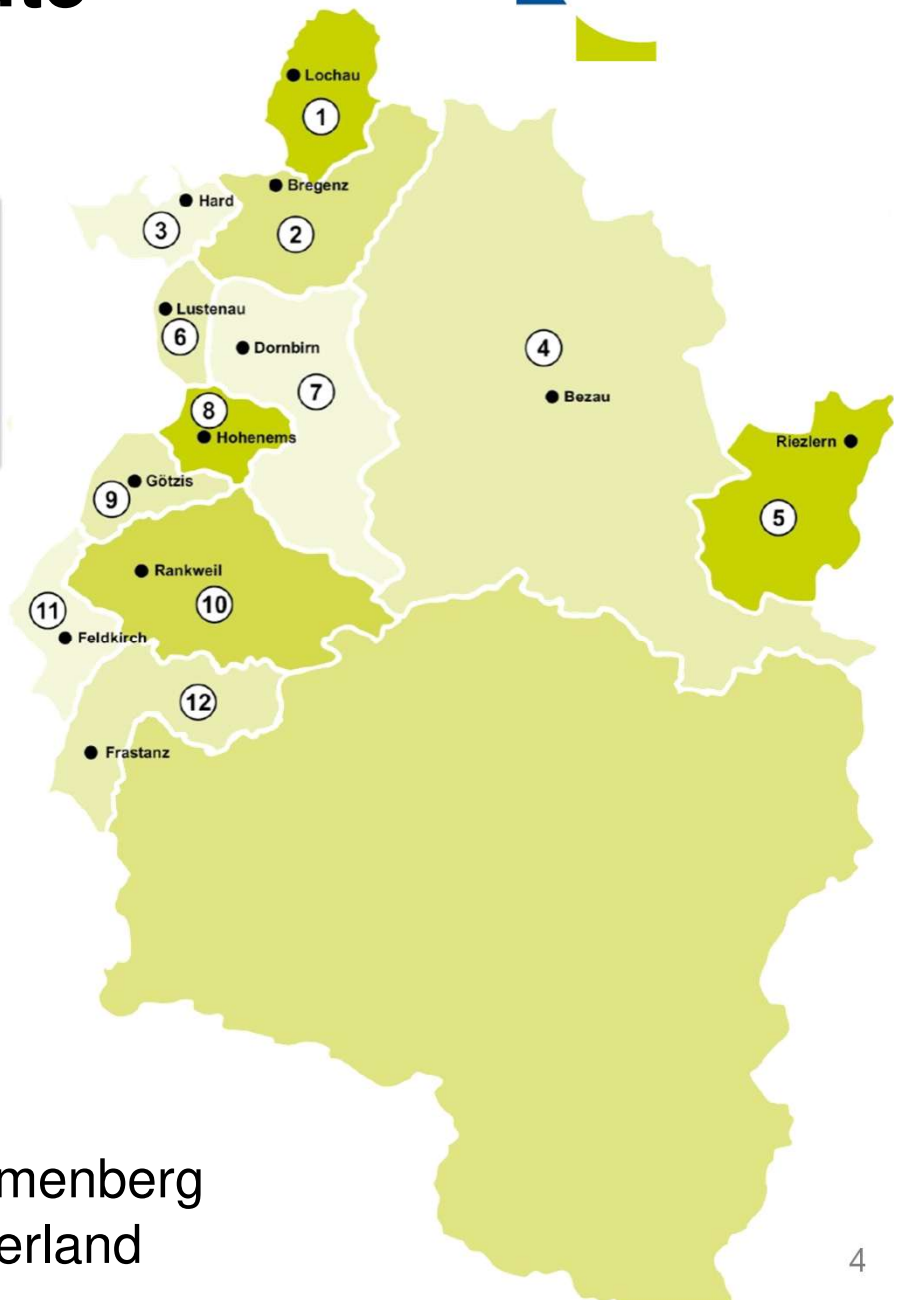 Lochau
1
Bregenz
Hard
3
2
Lustenau
6
Dornbirn
4
7
Bezau
8
Hohenems
Riezlern
Götzis
9
5
Rankweil
10
11
Feldkirch
12
Frastanz
menberg
erland
4